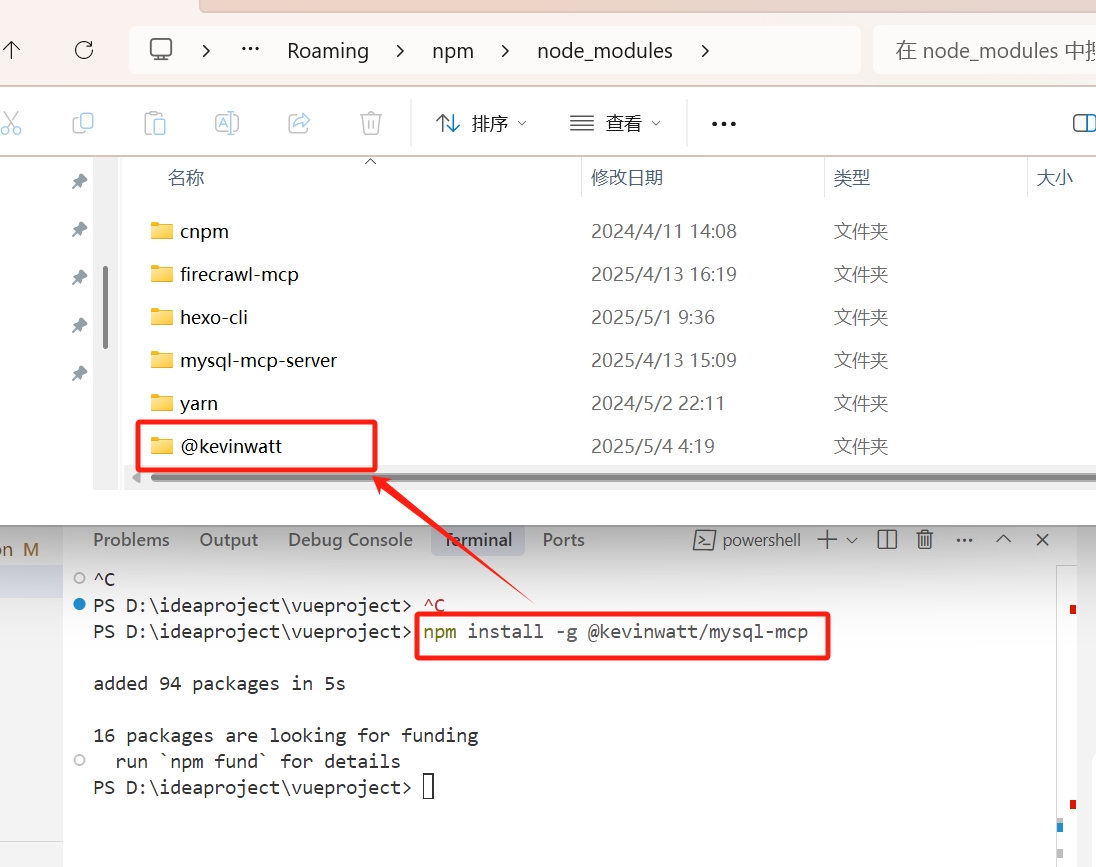 ··· Roaming npm node_modules
在 node_modules 中
排序 查看 ···
名称 修改日期 类型 大小
cnpm 2024/4/11 14:08 文件夹
firecrawl-mcp 2025/4/13 16:19 文件夹
hexo-cli 2025/5/1 9:36 文件夹
mysql-mcp-server 2025/4/13 15:09 文件夹
yarn 2024/5/2 22:11 文件夹
@kevinwatt 2025/5/4 4:19 文件夹
on M
Problems Output Debug Console Terminal Ports powershell
^C
PS D:\ideaproject\vueproject> ^C
PS D:\ideaproject\vueproject> npm install -g @kevinwatt/mysql-mcp
added 94 packages in 5s
16 packages are looking for funding
run `npm fund` for details
PS D:\ideaproject\vueproject>